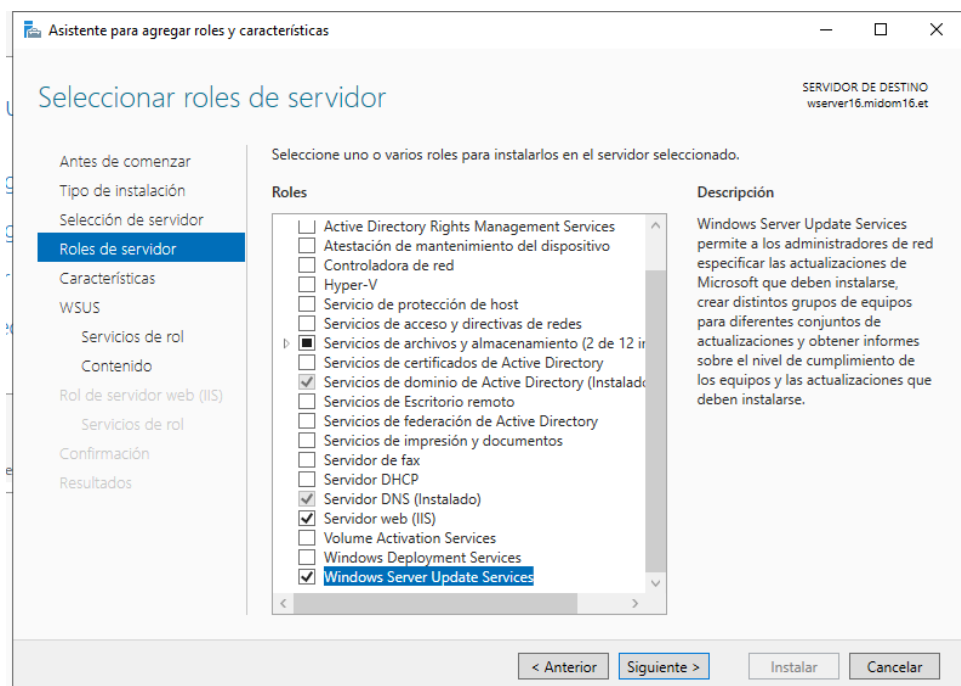 Asistente para agregar roles y características
Seleccionar roles de servidor
SERVIDOR DE DESTINO
wserver16.midom16.et
Antes de comenzar
Tipo de instalación
Selección de servidor
Roles de servidor
Características
WSUS
Servicios de rol
Contenido
Rol de servidor web (IIS)
Servicios de rol
Confirmación
Resultados
Seleccione uno o varios roles para instalarlos en el servidor seleccionado.
Roles
Active Directory Rights Management Services
Atestación de mantenimiento del dispositivo
Controladora de red
Hyper-V
Servicio de protección de host
Servicios de acceso y directivas de redes
Servicios de archivos y almacenamiento (2 de 12 in
Servicios de certificados de Active Directory
Servicios de dominio de Active Directory (Instalado
Servicios de Escritorio remoto
Servicios de federación de Active Directory
Servicios de impresión y documentos
Servidor de fax
Servidor DHCP
Servidor DNS (Instalado)
Servidor web (IIS)
Volume Activation Services
Windows Deployment Services
Windows Server Update Services
Descripción
Windows Server Update Services
permite a los administradores de red
especificar las actualizaciones de
Microsoft que deben instalarse,
crear distintos grupos de equipos
para diferentes conjuntos de
actualizaciones y obtener informes
sobre el nivel de cumplimiento de
los equipos y las actualizaciones que
deben instalarse.
< Anterior
Siguiente >
Instalar
Cancelar